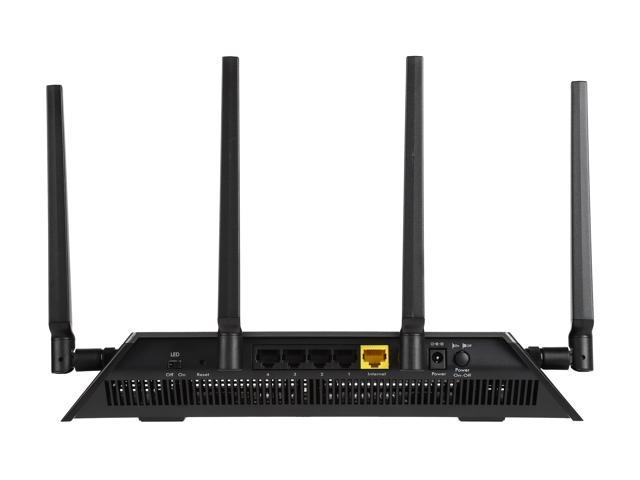 LED
Off On
Reset
4 3 2 1
Internet
Power
Power
On·Off